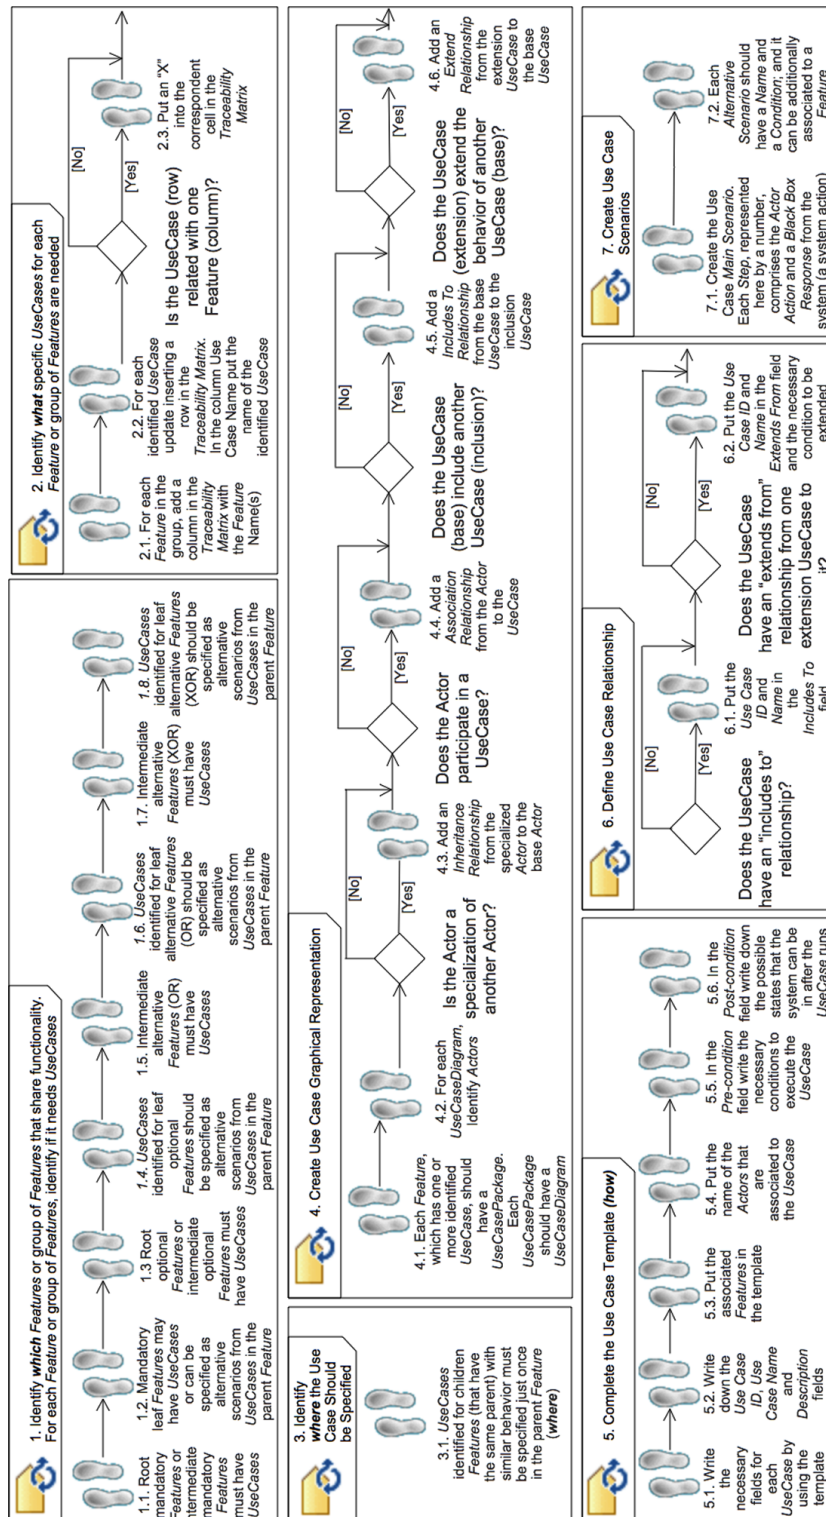 1. Identify which Features or group of Features that share functionality.
For each Feature or group of Features, identify if it needs UseCases
1.1. Root
mandatory
Features or
intermediate
mandatory
Features
must have
UseCases
1.2. Mandatory
leaf Features may
have UseCases
or can be
specified as
alternative
scenarios from
UseCases in the
parent Feature
1.3 Root
optional
Features or
intermediate
optional
Features must
have UseCases
1.4. UseCases
identified for leaf
optional
Features should
be specified as
alternative
scenarios from
UseCases in the
parent Feature
1.5. Intermediate
alternative
Features (OR)
must have
UseCases
1.6. UseCases
identified for leaf
alternative Features
(OR) should be
specified as
alternative
scenarios from
UseCases in the
parent Feature
1.7. Intermediate
alternative
Features (XOR)
must have
UseCases
1.8. UseCases
identified for leaf
alternative Features
(XOR) should be
specified as
alternative
scenarios from
UseCases in the
parent Feature
2. Identify what specific UseCases for each
Feature or group of Features are needed
2.1. For each
Feature in the
group, add a
column in the
Traceability
Matrix with
the Feature
Name(s)
2.2. For each
identified UseCase
update inserting a
row in the
Traceability Matrix.
In the column Use
Case Name put the
name of the
identified UseCase
Is the UseCase (row)
related with one
Feature (column)?
[No]
[Yes]
2.3. Put an "X"
into the
correspondent
cell in the
Traceability
Matrix
3. Identify
where the Use
Case Should
be Specified
3.1. UseCases
identified for children
Features (that have
the same parent) with
similar behavior must
be specified just once
in the parent Feature
(where)
4. Create Use Case Graphical Representation
4.1. Each Feature,
which has one or
more identified
UseCase, should
have a
UseCasePackage.
Each
UseCasePackage
should have a
UseCaseDiagram
4.2. For each
UseCaseDiagram,
Identify Actors
Is the Actor a
specialization of
another Actor?
[No]
[Yes]
4.3. Add an
Inheritance
Relationship
from the
specialized
Actor to the
base Actor
Does the Actor
participate in a
UseCase?
[No]
[Yes]
4.4. Add a
Association
Relationship
from the Actor
to the
UseCase
Does the UseCase
(base) include another
UseCase (inclusion)?
[No]
[Yes]
4.5. Add a
Includes To
Relationship
from the base
UseCase to the
inclusion
UseCase
Does the UseCase
(extension) extend the
behavior of another
UseCase (base)?
[No]
[Yes]
4.6. Add an
Extend
Relationship
from the
extension
UseCase to
the base
UseCase
5. Complete the Use Case Template (how)
5.1. Write
the
necessary
fields for
each
UseCase by
using the
template
5.2. Write
down the
Use Case
ID, Use
Case Name
and
Description
fields
5.3. Put the
associated
Features in
the template
5.4. Put the
name of the
Actors that
are
associated to
the UseCase
5.5. In the
Pre-condition
field write the
necessary
conditions to
execute the
UseCase
5.6. In the
Post-condition
field write down
the possible
states that the
system can be
in after the
UseCase runs
6. Define Use Case Relationship
Does the UseCase
have an "includes to"
relationship?
[No]
[Yes]
6.1. Put the
Use Case
ID and
Name in
the
Includes To
field
Does the UseCase
have an "extends from"
relationship from one
extension UseCase to
it?
[No]
[Yes]
6.2. Put the Use
Case ID and
Name in the
Extends From field
and the necessary
condition to be
extended
7. Create Use Case
Scenarios
7.1. Create the Use
Case Main Scenario.
Each Step, represented
here by a number,
comprises the Actor
Action and a Black Box
Response from the
system (a system action)
7.2. Each
Alternative
Scenario should
have a Name and
a Condition; and it
can be additionally
associated to a
Feature